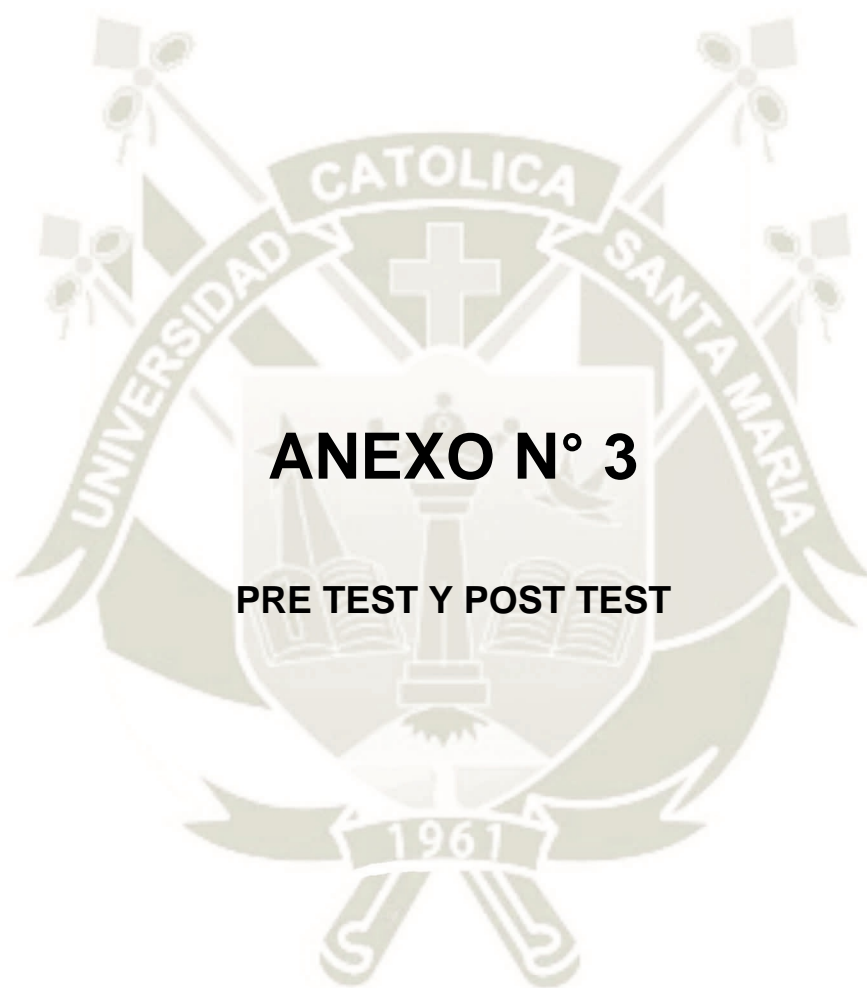 CATOLICA
UNIVERSIDAD
SANTA MARIA
ANEXO N° 3
PRE TEST Y POST TEST
1961